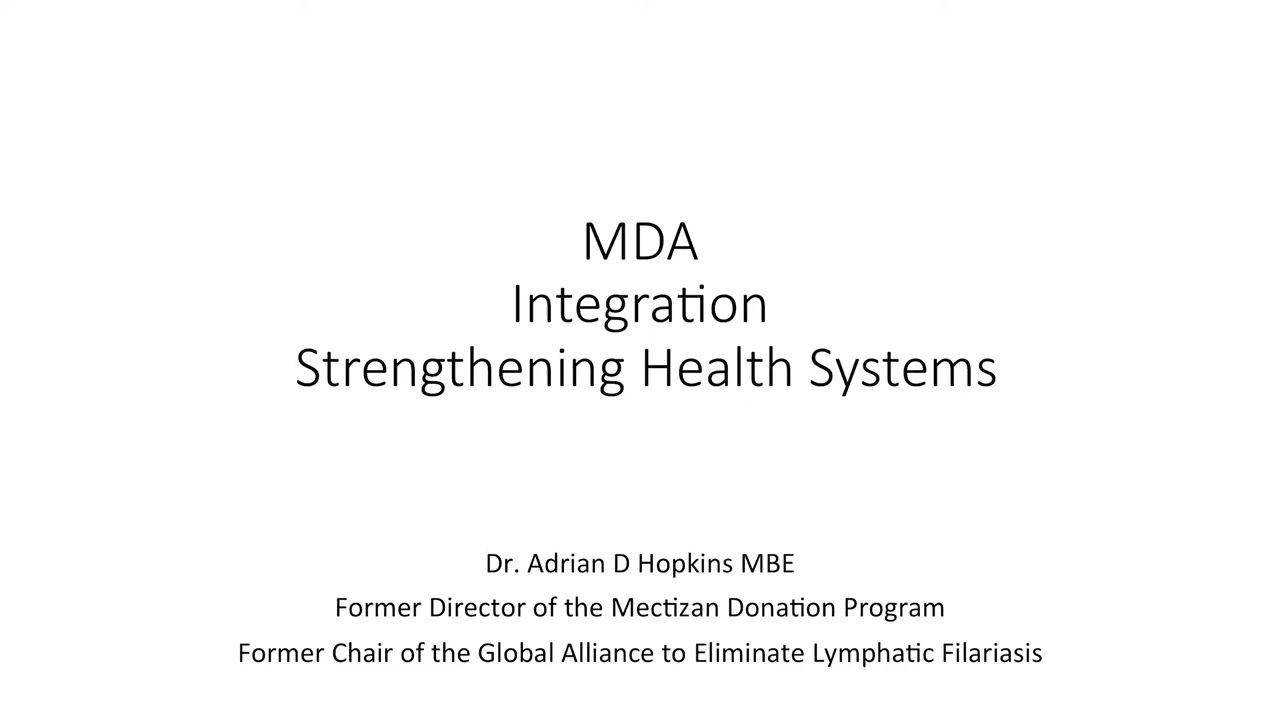 MDA
Integration
Strengthening Health Systems
Dr. Adrian D Hopkins MBE
Former Director of the Mectizan Donation Program
Former Chair of the Global Alliance to Eliminate Lymphatic Filariasis